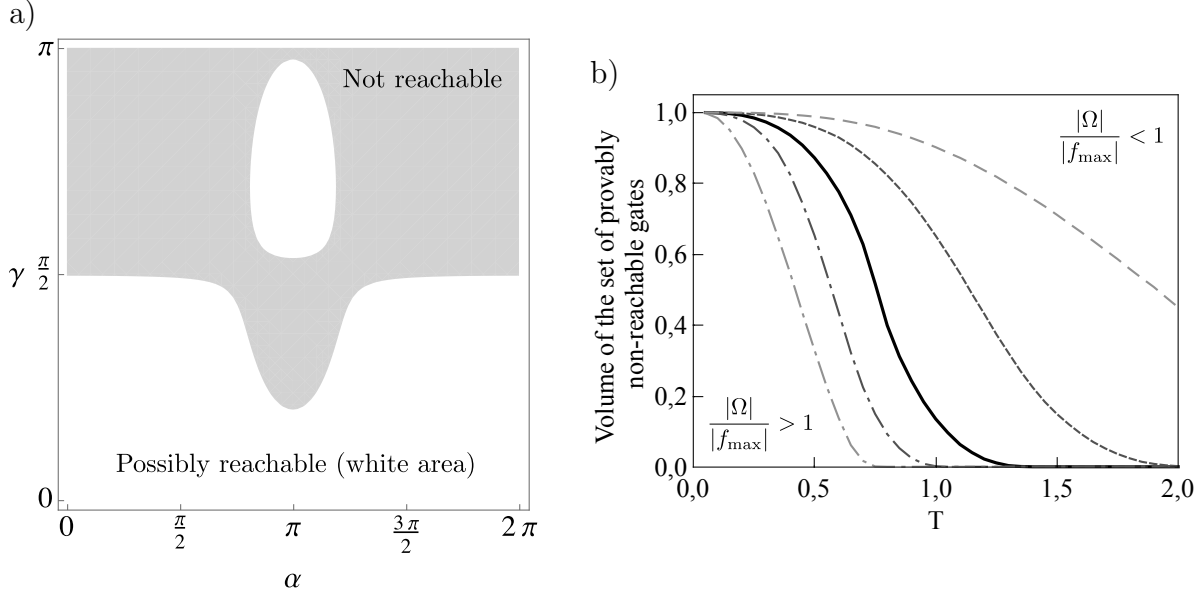 a)
π
Not reachable
γ
π/2
Possibly reachable (white area)
0
0 π/2 π 3π/2 2π
α
b)
Volume of the set of provably
non-reachable gates
1,0
0,8
0,6
0,4
0,2
0,0
|Ω|/|f_max| < 1
|Ω|/|f_max| > 1
0,0 0,5 1,0 1,5 2,0
T